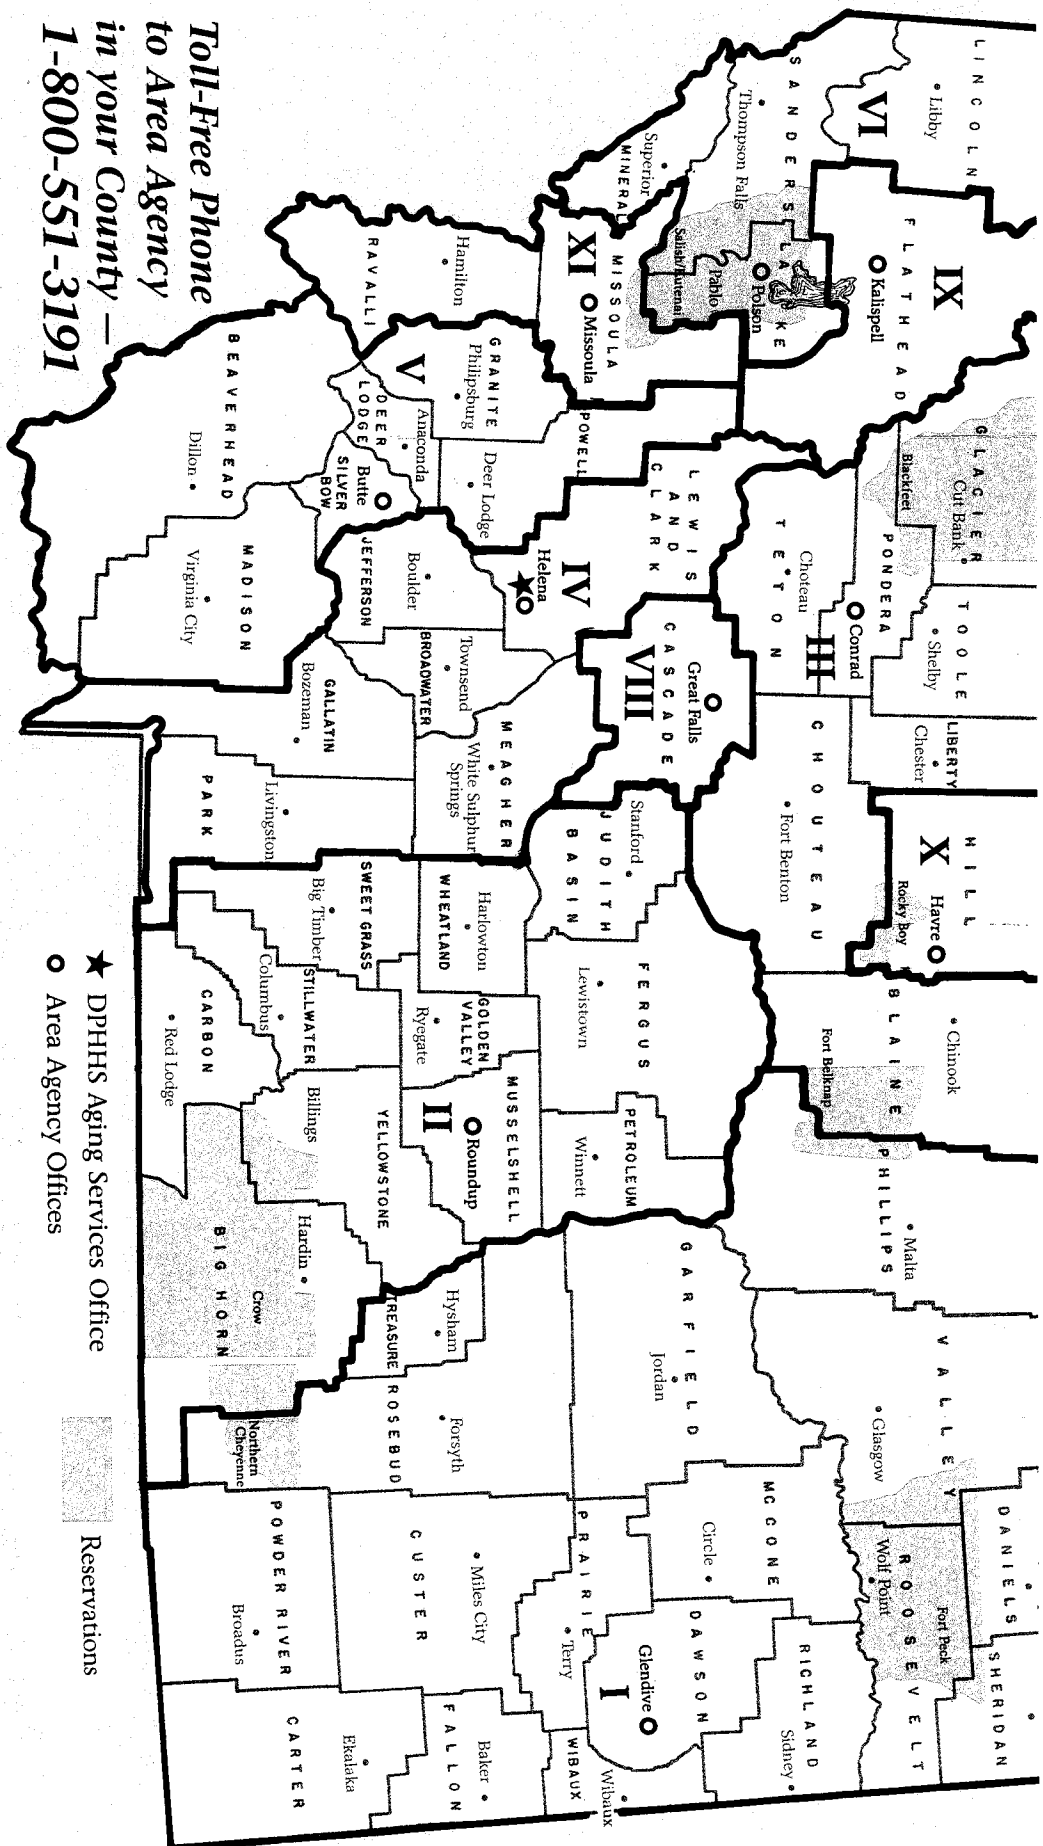 LINCOLN
Libby
VI
SANDERS
Thompson Falls
MINERAL
Superior
IX
FLATHEAD
Kalispell
LAKE
Polson
Pablo
Salish/Kutenai
XI
MISSOULA
Missoula
RAVALLI
Hamilton
GLACIER
Cut Bank
Blackfeet
PONDERA
Conrad
TOOLE
Shelby
LIBERTY
Chester
III
TETON
Choteau
POWELL
Deer Lodge
GRANITE
Philipsburg
V
DEER
LODGE
Anaconda
SILVER
BOW
Butte
BEAVERHEAD
Dillon
MADISON
Virginia City
LEWIS
AND
CLARK
IV
Helena
JEFFERSON
Boulder
BROADWATER
Townsend
CASCADE
Great Falls
VIII
MEAGHER
White Sulphur
Springs
GALLATIN
Bozeman
PARK
Livingston
HILL
X
Havre
Rocky Boy
CHOUTEAU
Fort Benton
BLAINE
Chinook
Fort Belknap
JUDITH
BASIN
Stanford
FERGUS
Lewistown
PETROLEUM
Winnett
WHEATLAND
Harlowton
GOLDEN
VALLEY
Ryegate
MUSSELSHELL
Roundup
II
SWEET GRASS
Big Timber
STILLWATER
Columbus
CARBON
Red Lodge
YELLOWSTONE
Billings
BIG HORN
Hardin
Crow
PHILLIPS
Malta
VALLEY
Glasgow
DANIELS
SHERIDAN
ROOSEVELT
Wolf Point
Fort Peck
GARFIELD
Jordan
MCCONE
Circle
RICHLAND
Sidney
DAWSON
Glendive
I
PRAIRIE
Terry
WIBAUX
Wibaux
TREASURE
Hysham
ROSEBUD
Forsyth
Northern
Cheyenne
CUSTER
Miles City
FALLON
Baker
POWDER RIVER
Broadus
CARTER
Ekalaka
Toll-Free Phone
to Area Agency
in your County —
1-800-551-3191
DPHHS Aging Services Office
Area Agency Offices
Reservations